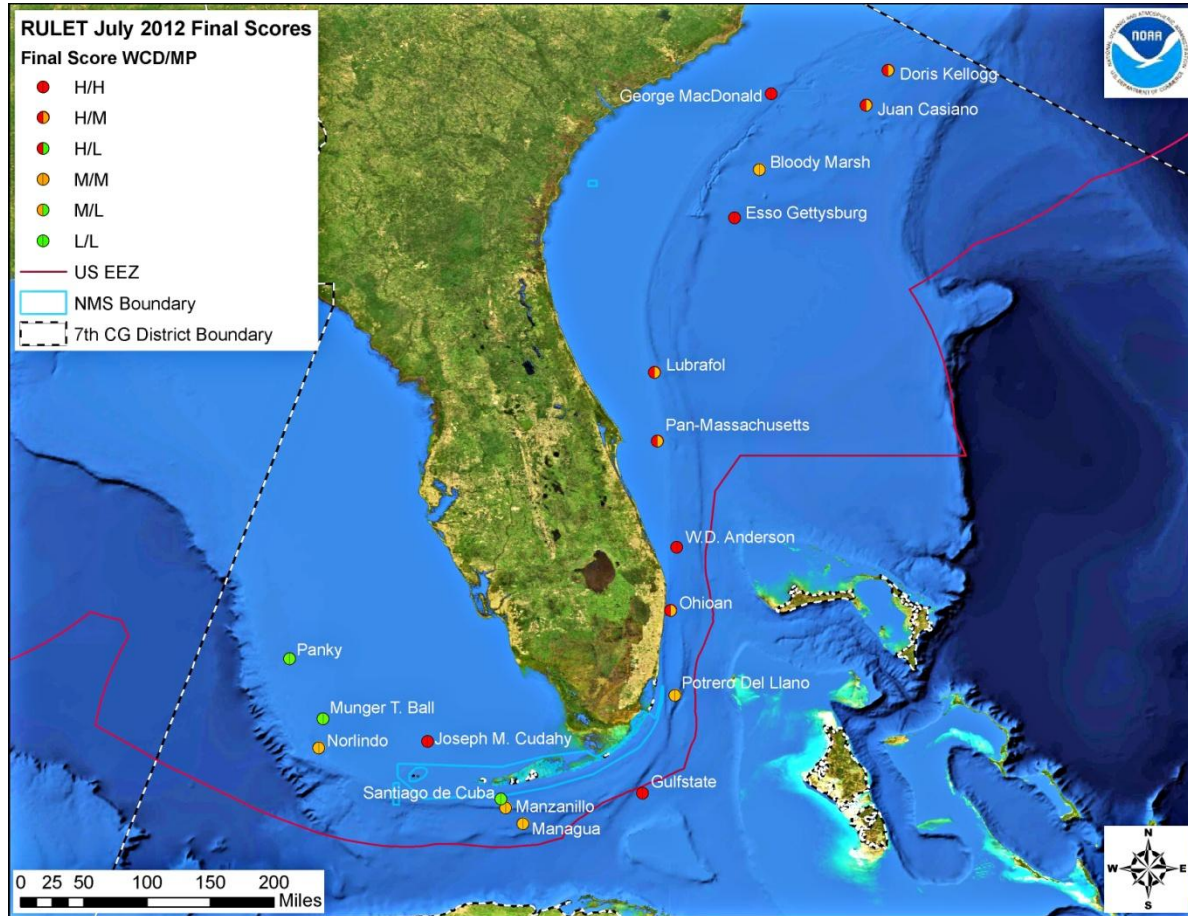 RULET July 2012 Final Scores
Final Score WCD/MP
H/H
H/M
H/L
M/M
M/L
L/L
US EEZ
NMS Boundary
7th CG District Boundary
NOAA
Doris Kellogg
George MacDonald
Juan Casiano
Bloody Marsh
Esso Gettysburg
Lubrafol
Pan-Massachusetts
W.D. Anderson
Ohioan
Panky
Potrero Del Llano
Munger T. Ball
Norlindo
Joseph M. Cudahy
Gulfstate
Santiago de Cuba
Manzanillo
Managua
N
W E
S
0 25 50 100 150 200
Miles